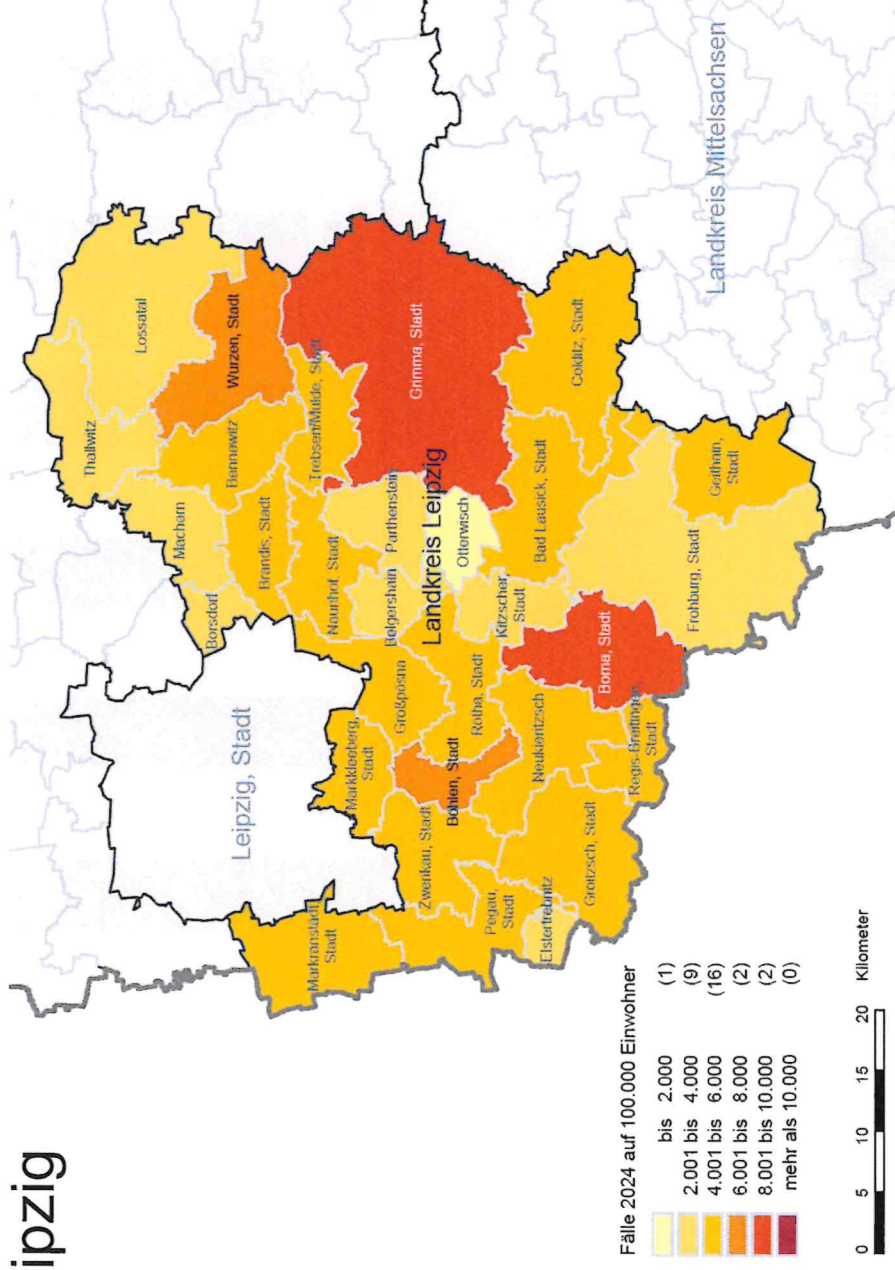 ipzig
Leipzig, Stadt
Landkreis Leipzig
Landkreis Mittelsachsen
Thallwitz
Lossatal
Wurzen, Stadt
Machern
Bennewitz
Borsdorf
Brandis, Stadt
Trebsen/Mulde, Stadt
Naunhof, Stadt
Parthenstein
Belgershain
Grimma, Stadt
Otterwisch
Markranstädt,
Stadt
Markkleeberg,
Stadt
Großpösna
Zwenkau, Stadt
Böhlen, Stadt
Rötha, Stadt
Kitzscher,
Stadt
Bad Lausick, Stadt
Colditz, Stadt
Pegau,
Stadt
Elstertrebnitz
Groitzsch, Stadt
Neukieritzsch
Borna, Stadt
Regis-Breitingen,
Stadt
Frohburg, Stadt
Geithain,
Stadt
Fälle 2024 auf 100.000 Einwohner
bis 2.000 (1)
2.001 bis 4.000 (9)
4.001 bis 6.000 (16)
6.001 bis 8.000 (2)
8.001 bis 10.000 (2)
mehr als 10.000 (0)
0 5 10 15 20 Kilometer